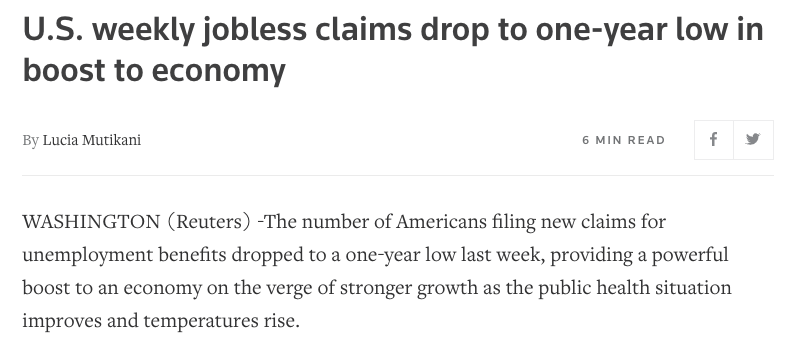 U.S. weekly jobless claims drop to one-year low in
boost to economy
By Lucia Mutikani
6 MIN READ
WASHINGTON (Reuters) -The number of Americans filing new claims for
unemployment benefits dropped to a one-year low last week, providing a powerful
boost to an economy on the verge of stronger growth as the public health situation
improves and temperatures rise.